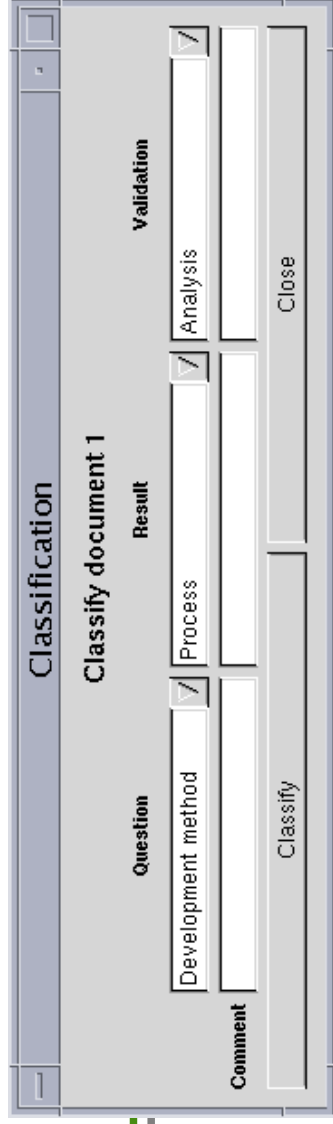 Classification
Classify document 1
Question Result Validation
Development method Process Analysis
Comment
Classify Close